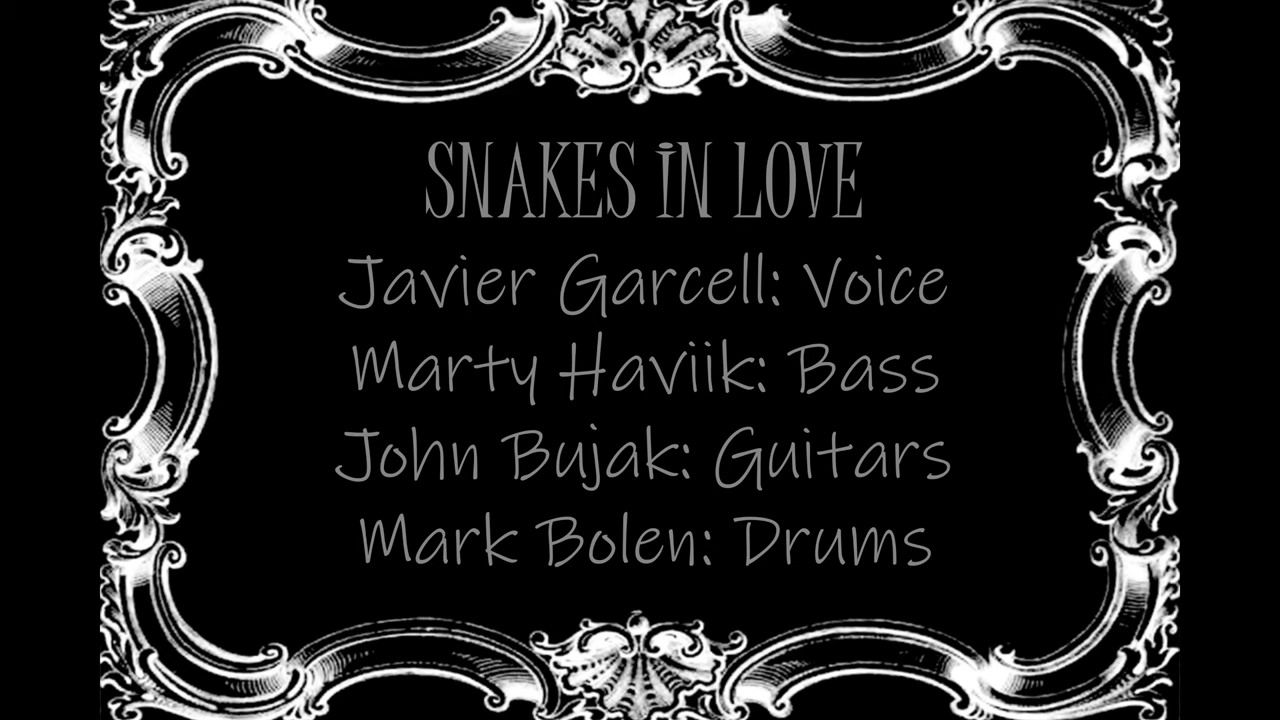 SNAKES IN LOVE
Javier Garcell: Voice
Marty Haviik: Bass
John Bujak: Guitars
Mark Bolen: Drums